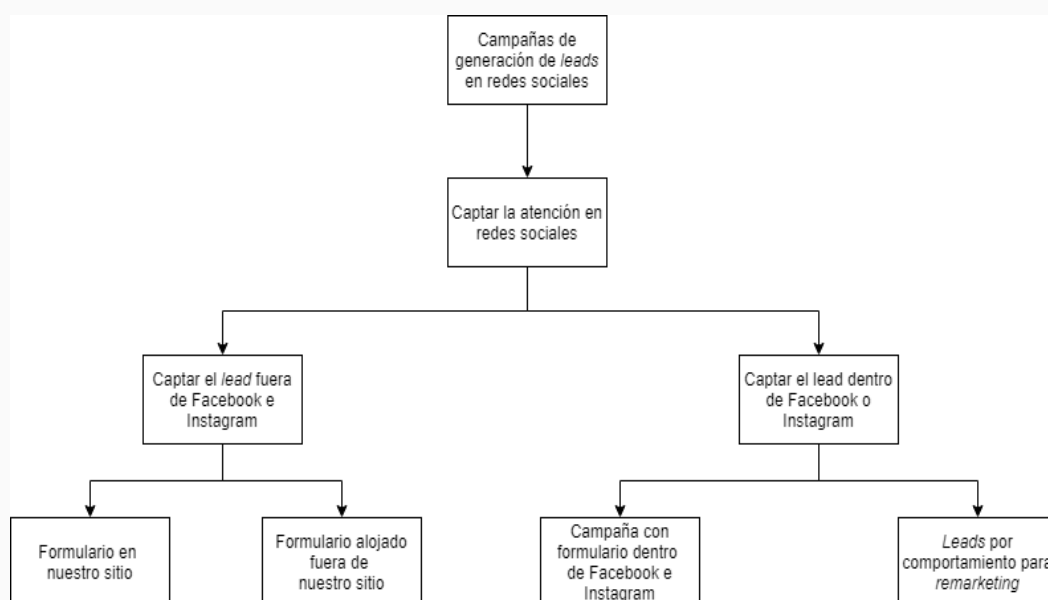 Campañas de
generación de leads
en redes sociales
Captar la atención en
redes sociales
Captar el lead fuera
de Facebook e
Instagram
Captar el lead dentro
de Facebook o
Instagram
Formulario en
nuestro sitio
Formulario alojado
fuera de
nuestro sitio
Campaña con
formulario dentro
de Facebook e
Instagram
Leads por
comportamiento para
remarketing